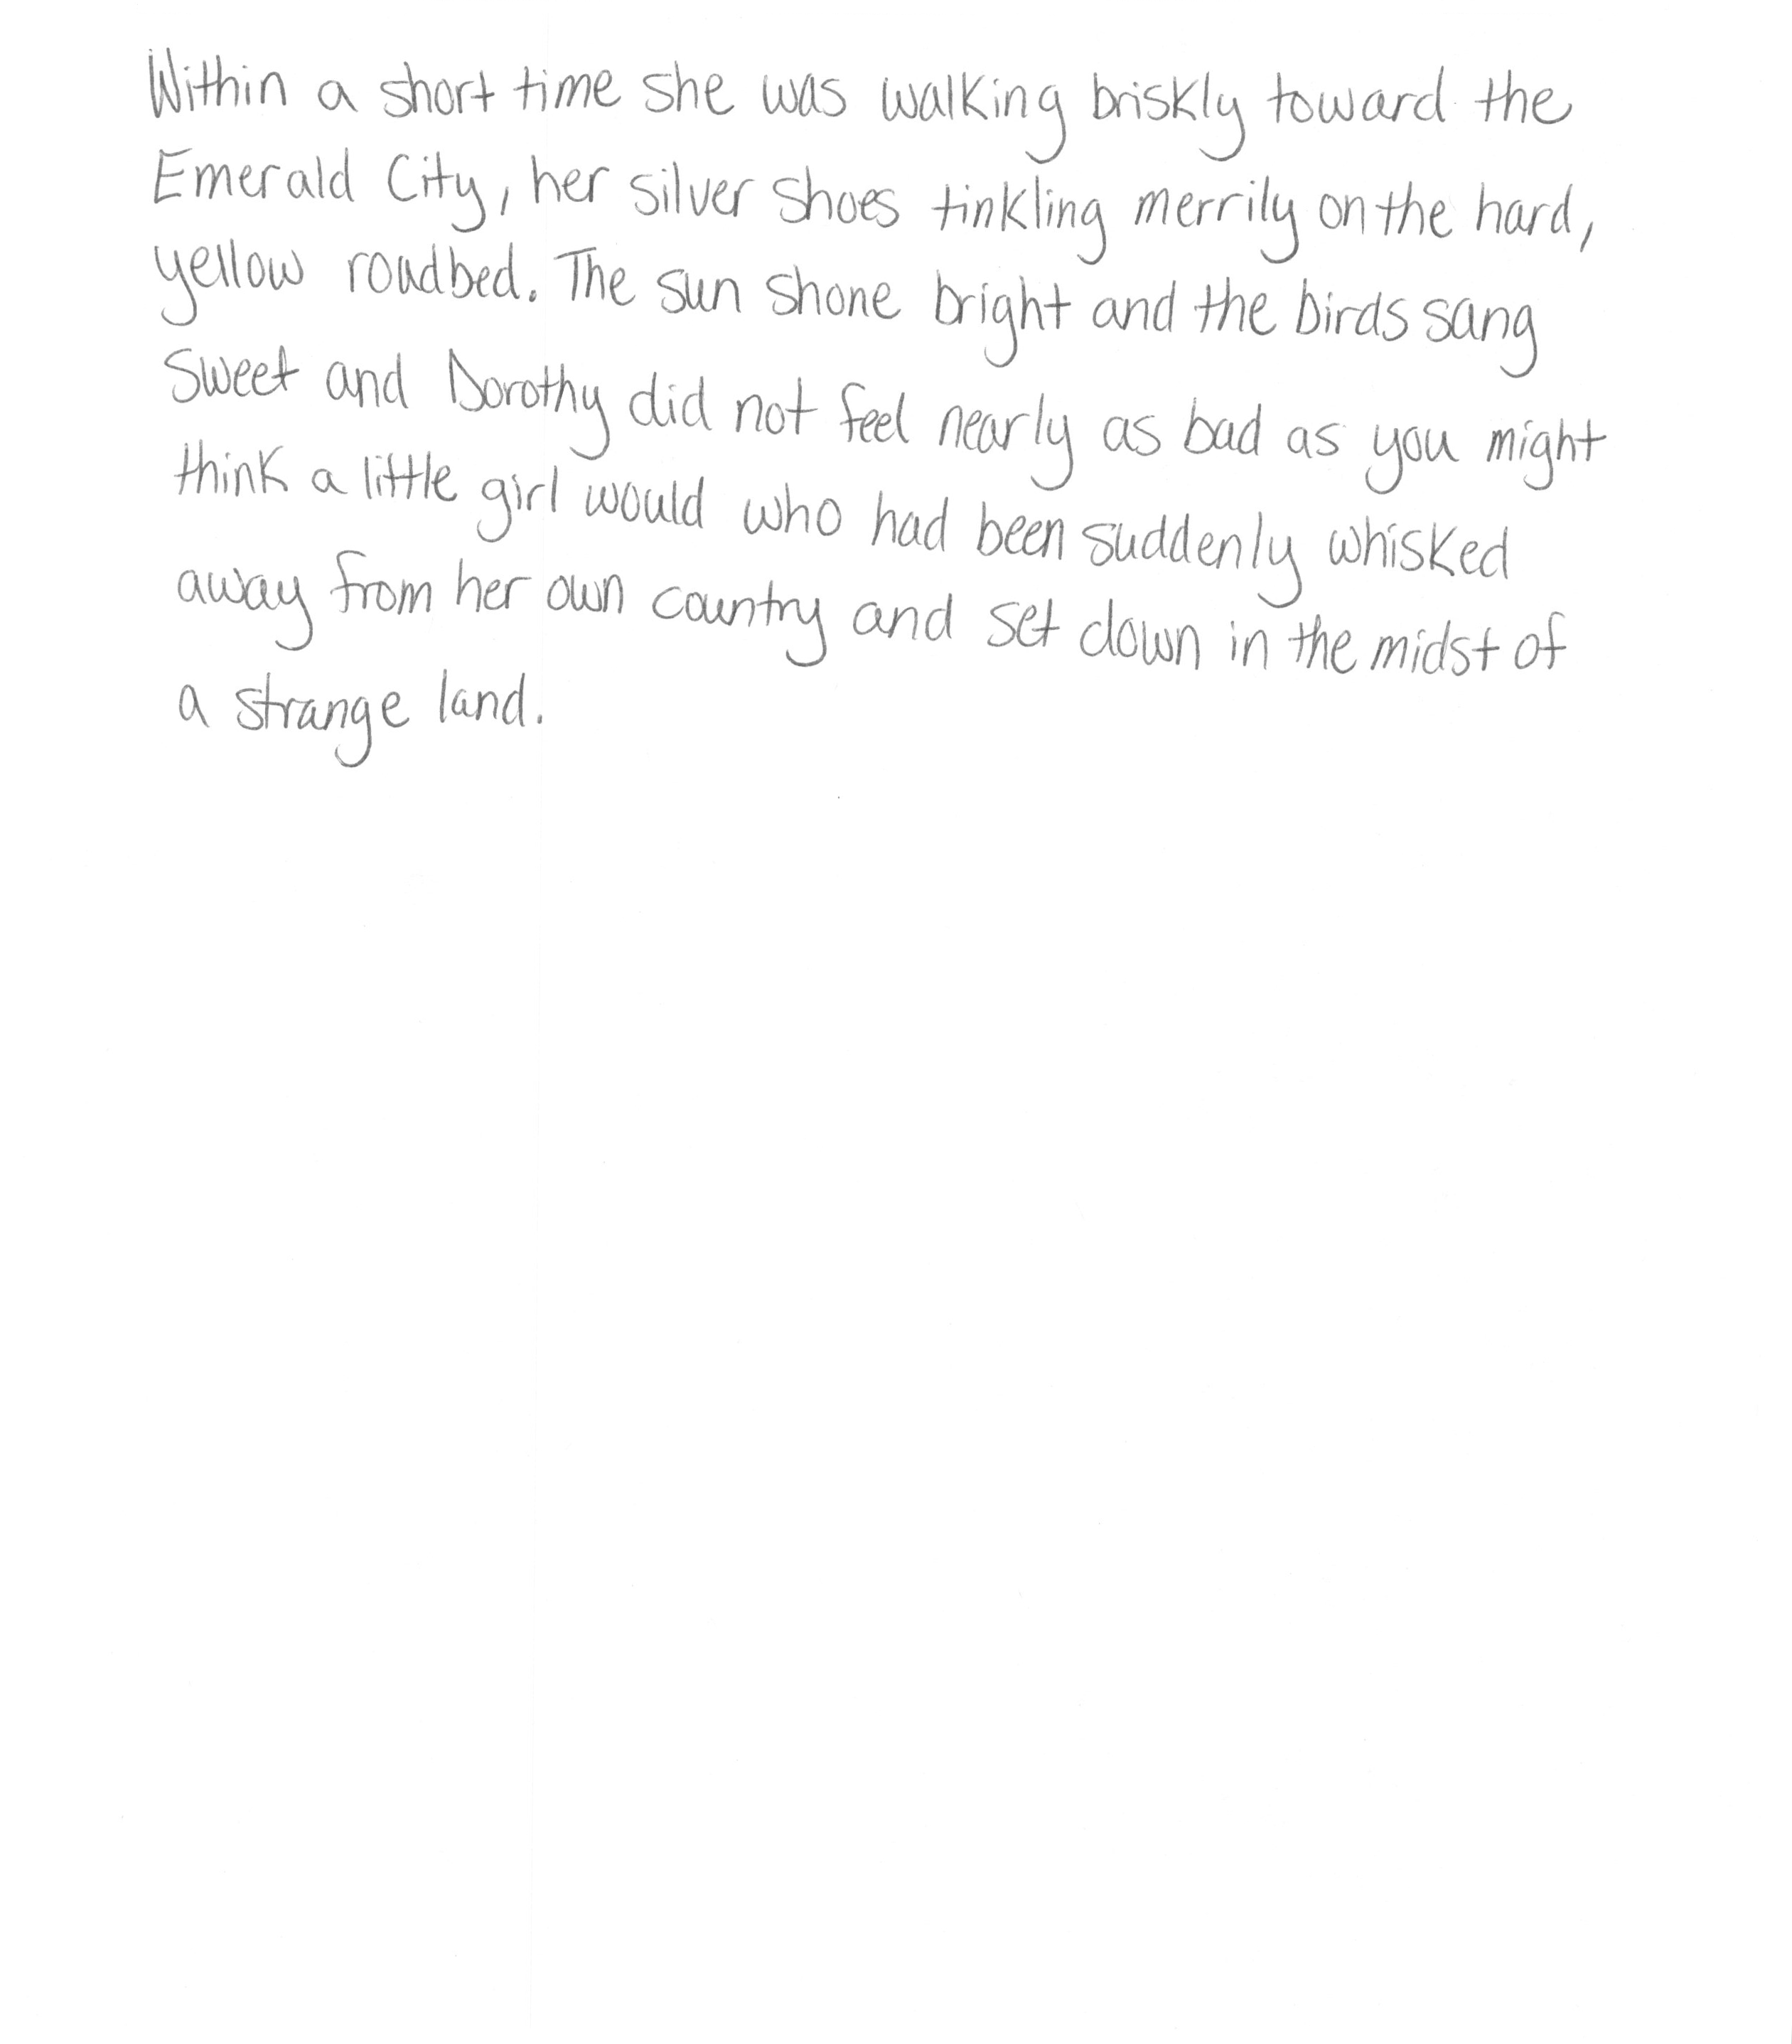 Within a short time she was walking briskly toward the
Emerald City, her silver shoes tinkling merrily on the hard,
yellow roadbed. The sun shone bright and the birds sang
sweet and Dorothy did not feel nearly as bad as you might
think a little girl would who had been suddenly whisked
away from her own country and set down in the midst of
a strange land.